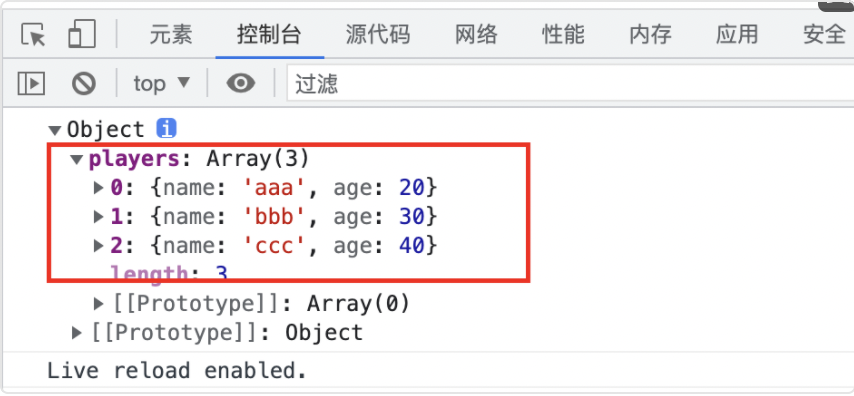 元素 控制台 源代码 网络 性能 内存 应用 安全
top ▼ 过滤
▼Object i
▼players: Array(3)
▶0: {name: 'aaa', age: 20}
▶1: {name: 'bbb', age: 30}
▶2: {name: 'ccc', age: 40}
length: 3
▶[[Prototype]]: Array(0)
▶[[Prototype]]: Object
Live reload enabled.